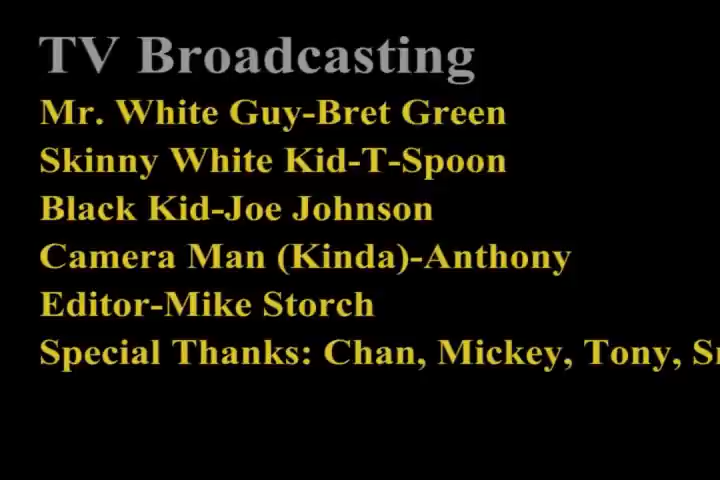 TV Broadcasting
Mr. White Guy-Bret Green
Skinny White Kid-T-Spoon
Black Kid-Joe Johnson
Camera Man (Kinda)-Anthony
Editor-Mike Storch
Special Thanks: Chan, Mickey, Tony,